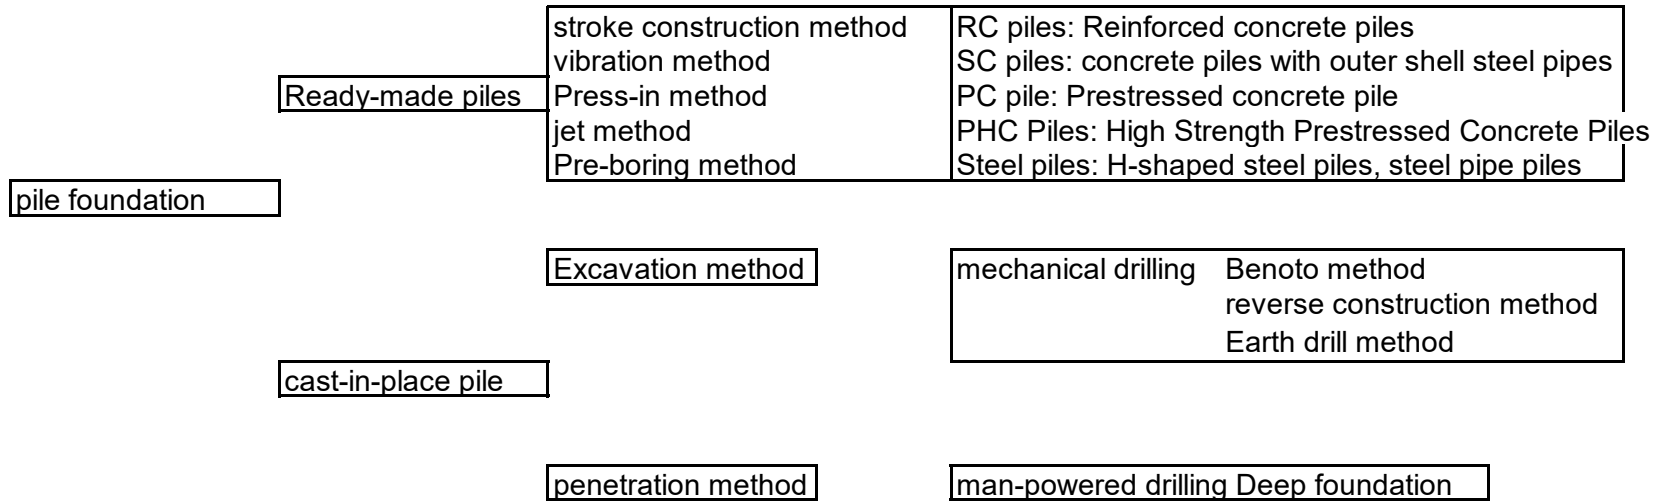 stroke construction method RC piles: Reinforced concrete piles
vibration method SC piles: concrete piles with outer shell steel pipes
Ready-made piles Press-in method PC pile: Prestressed concrete pile
jet method PHC Piles: High Strength Prestressed Concrete Piles
Pre-boring method Steel piles: H-shaped steel piles, steel pipe piles
pile foundation
Excavation method mechanical drilling Benoto method
reverse construction method
Earth drill method
cast-in-place pile
penetration method man-powered drilling Deep foundation